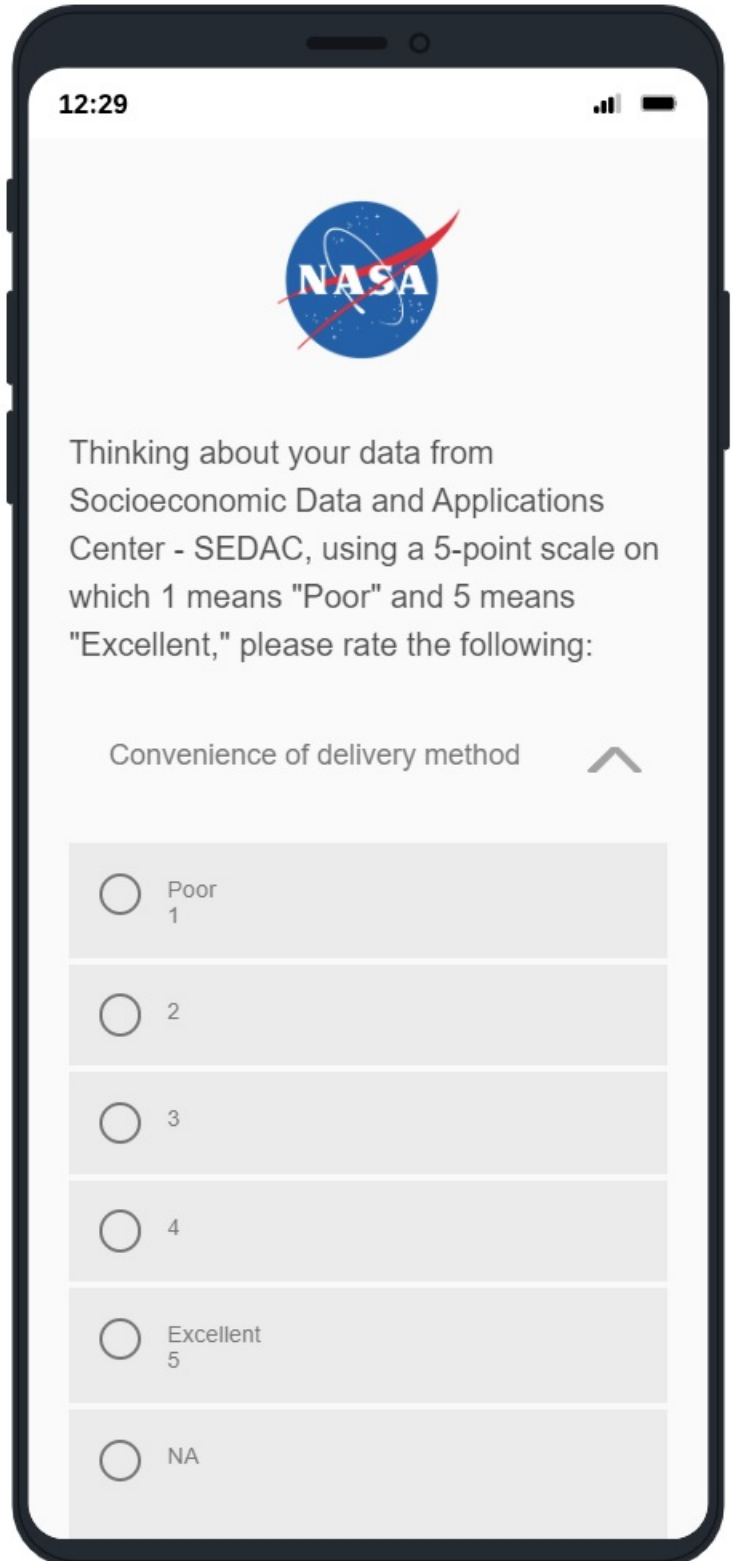 12:29
NASA
Thinking about your data from
Socioeconomic Data and Applications
Center - SEDAC, using a 5-point scale on
which 1 means "Poor" and 5 means
"Excellent," please rate the following:
Convenience of delivery method
Poor
1
2
3
4
Excellent
5
NA